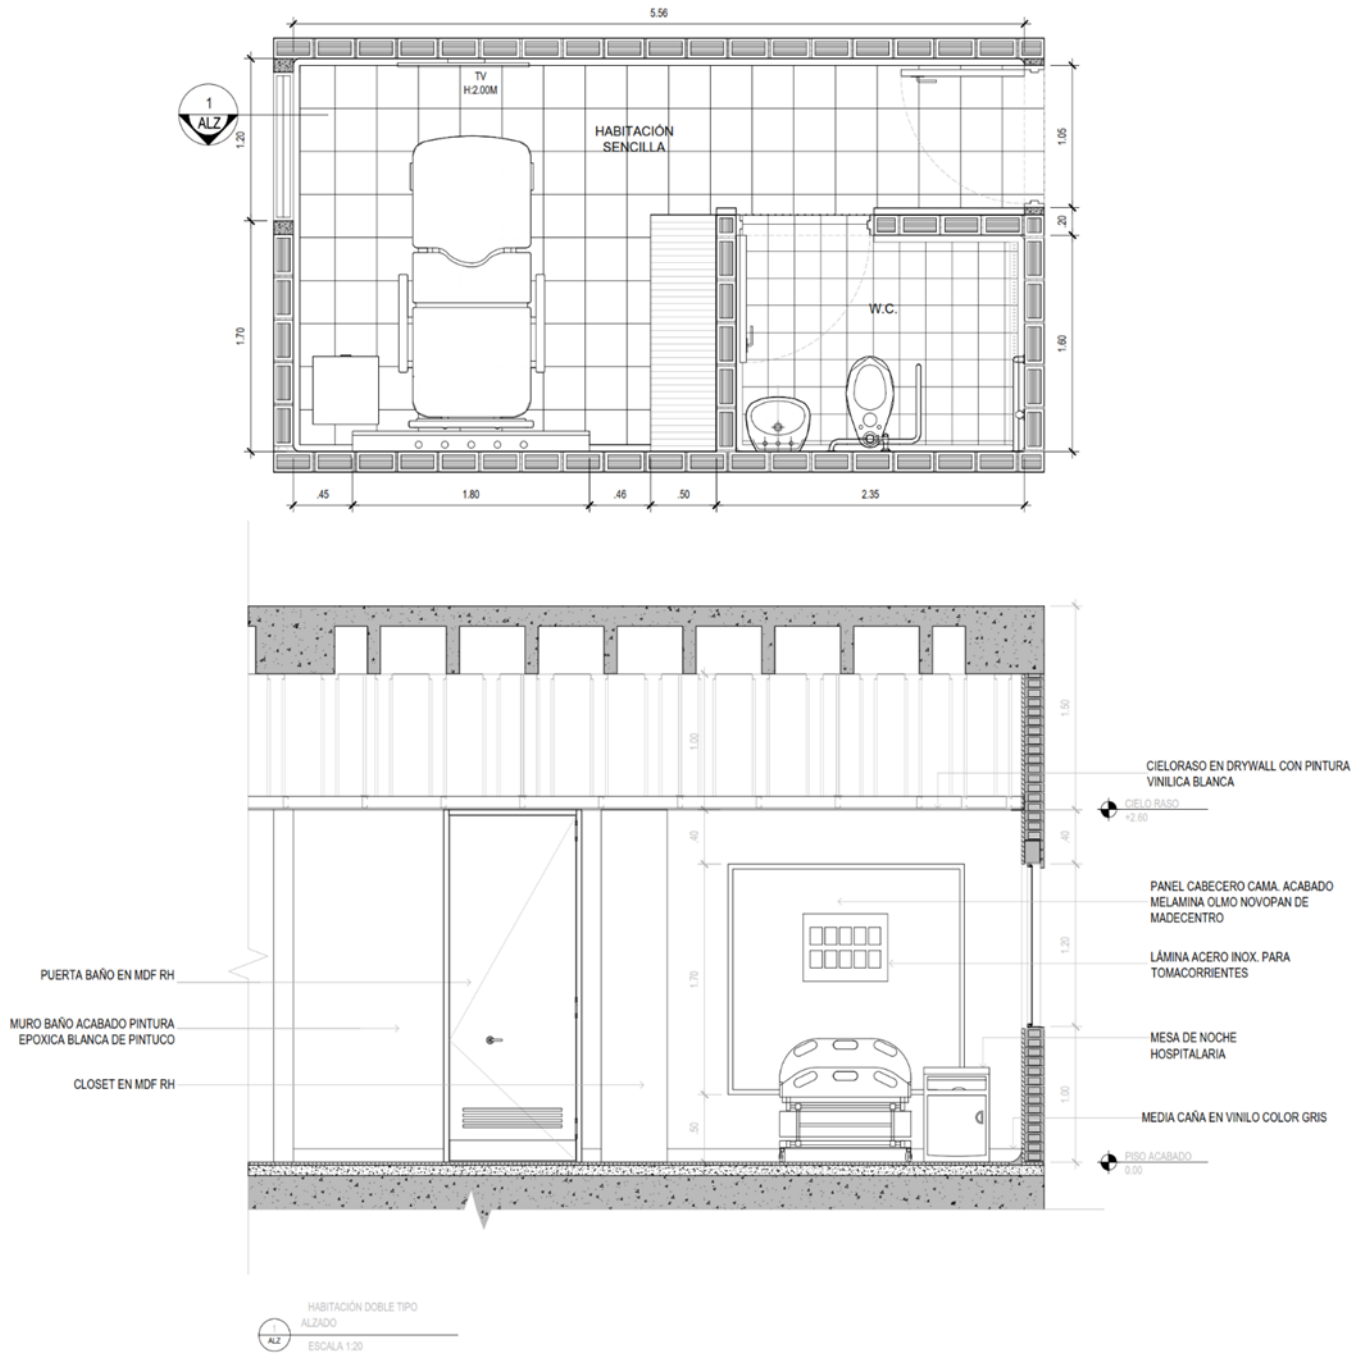 5.56
TV
H:2.00M
1
ALZ
1.20
HABITACIÓN
SENCILLA
1.05
.20
1.70
W.C.
1.60
.45
1.80
.46
.50
2.35
1.50
1.00
CIELORASO EN DRYWALL CON PINTURA
VINILICA BLANCA
CIELO RASO
+2.60
.40
.40
PANEL CABECERO CAMA. ACABADO
MELAMINA OLMO NOVOPAN DE
MADECENTRO
1.20
LÁMINA ACERO INOX. PARA
TOMACORRIENTES
PUERTA BAÑO EN MDF RH
1.70
MURO BAÑO ACABADO PINTURA
EPOXICA BLANCA DE PINTUCO
MESA DE NOCHE
HOSPITALARIA
CLOSET EN MDF RH
1.00
.50
MEDIA CAÑA EN VINILO COLOR GRIS
PISO ACABADO
0.00
HABITACIÓN DOBLE TIPO
1
ALZADO
ALZ
ESCALA 1:20